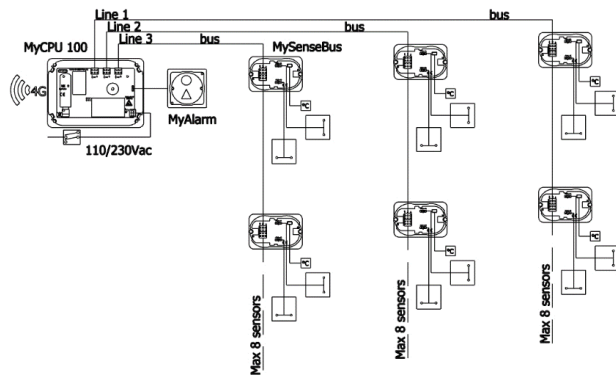 Line 1
bus
Line 2
bus
Line 3
bus
MyCPU 100
MySenseBus
4G
MyAlarm
110/230Vac
°C
°C
°C
°C
°C
°C
Max 8 sensors
Max 8 sensors
Max 8 sensors